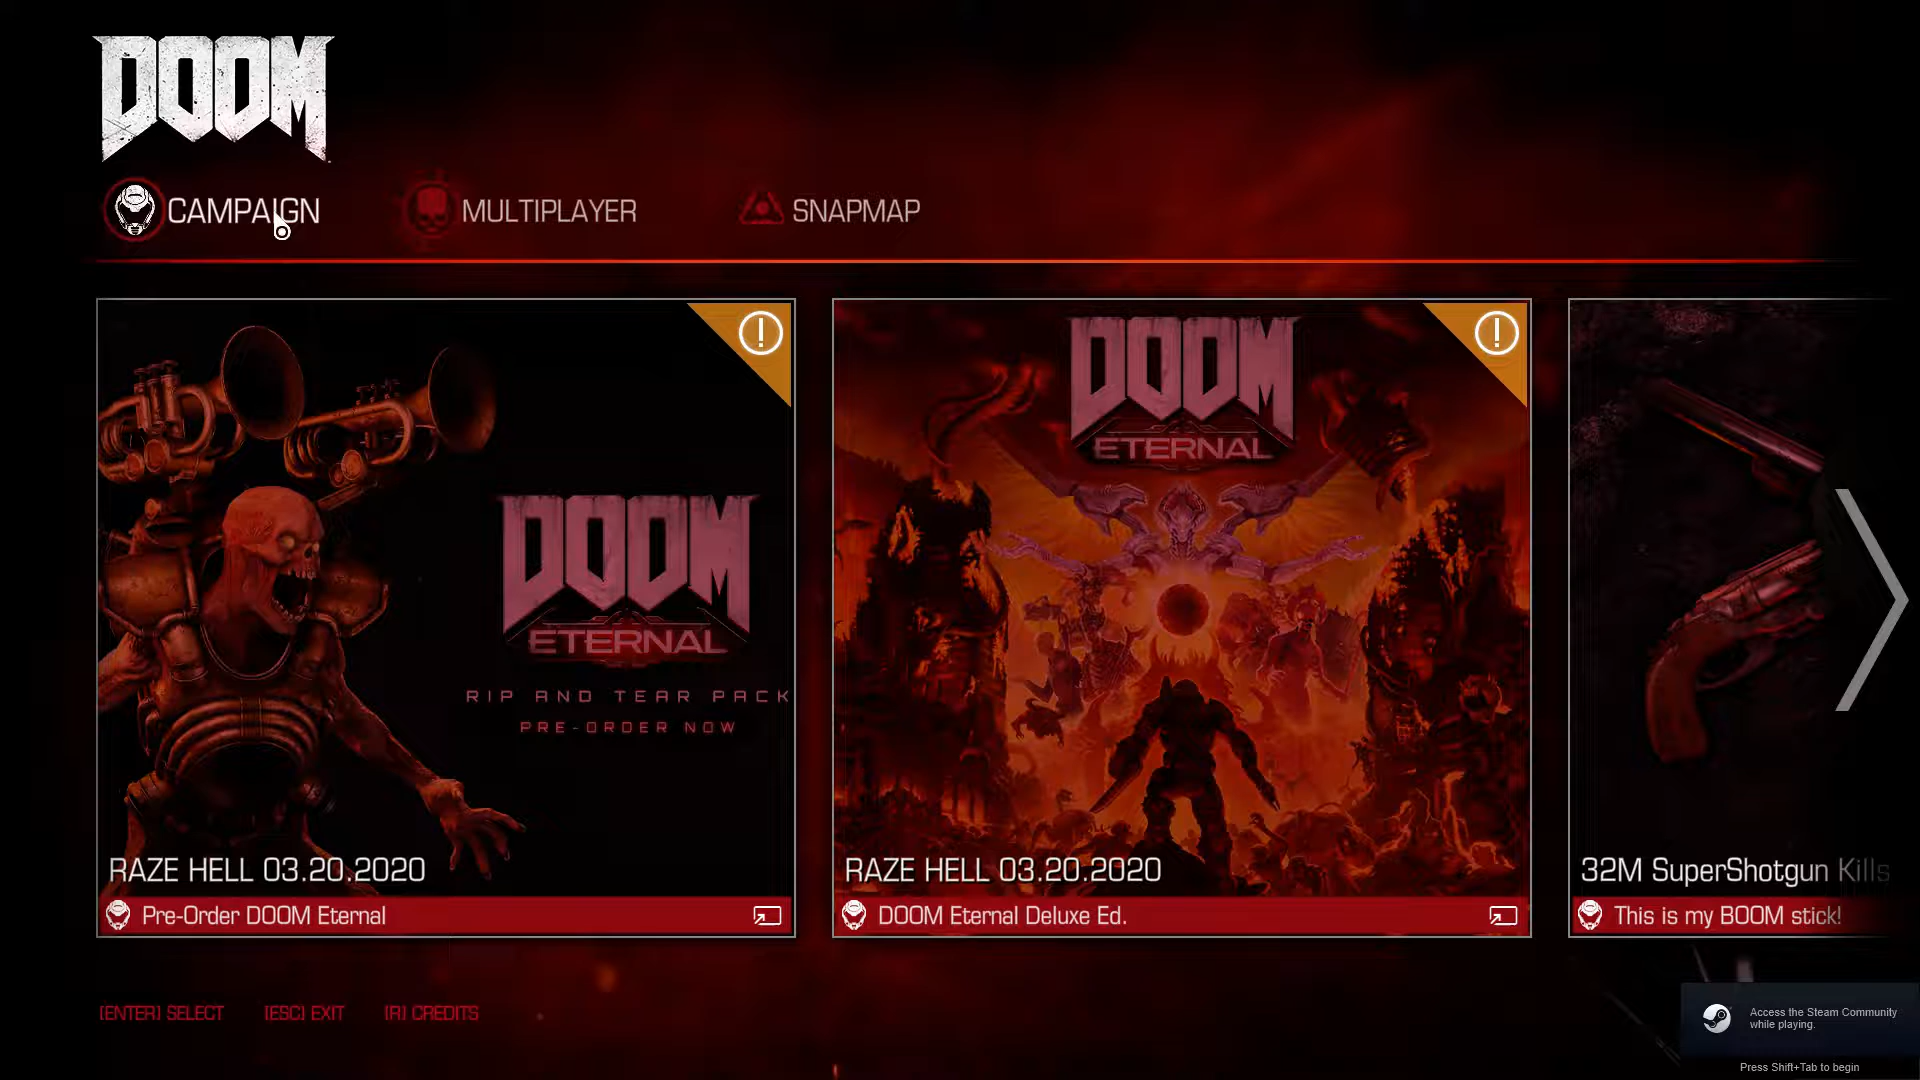 DOOM
CAMPAIGN
MULTIPLAYER
SNAPMAP
DOOM
ETERNAL
RIP AND TEAR PACK
PRE-ORDER NOW
RAZE HELL 03.20.2020
Pre-Order DOOM Eternal
DOOM
ETERNAL
RAZE HELL 03.20.2020
DOOM Eternal Deluxe Ed.
32M SuperShotgun Kills
This is my BOOM stick!
[ENTER] SELECT
[ESC] EXIT
[R] CREDITS
Access the Steam Community
while playing.
Press Shift+Tab to begin